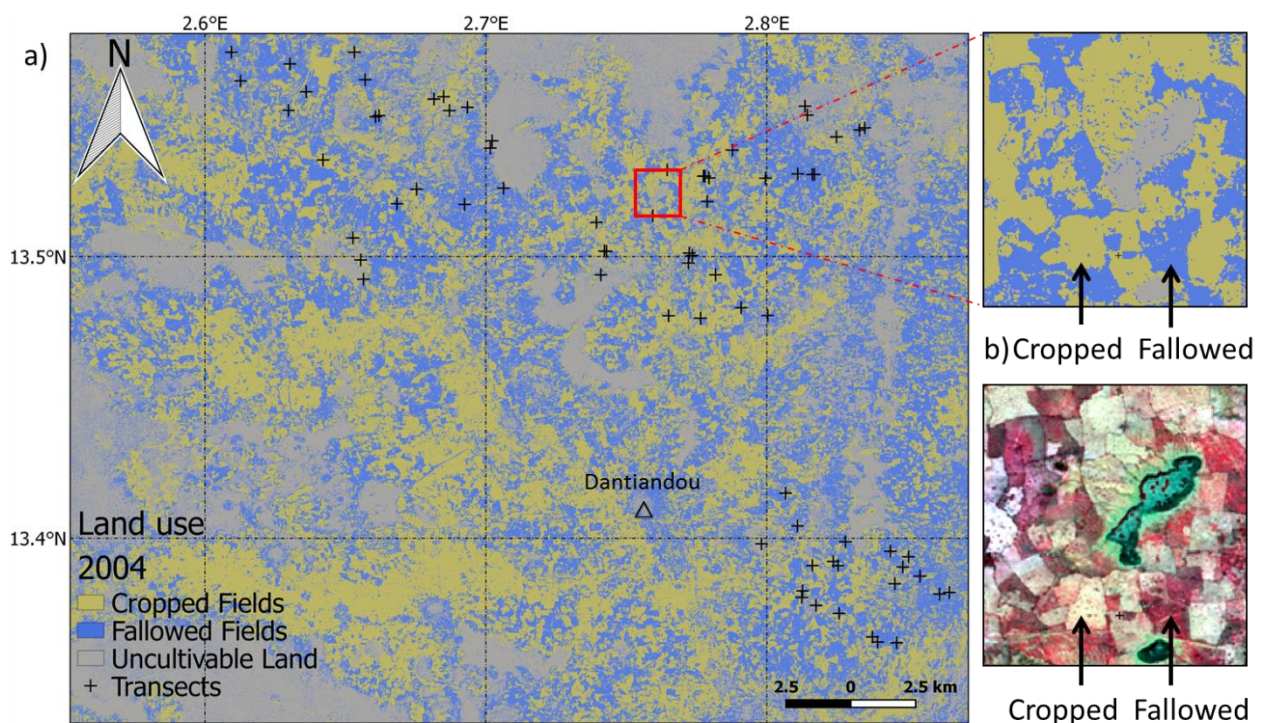 2.6°E 2.7°E 2.8°E
a)
N
13.5°N
Dantiandou
13.4°N
Land use
2004
Cropped Fields
Fallowed Fields
Uncultivable Land
Transects
2.5 0 2.5 km
b) Cropped Fallowed
Cropped Fallowed